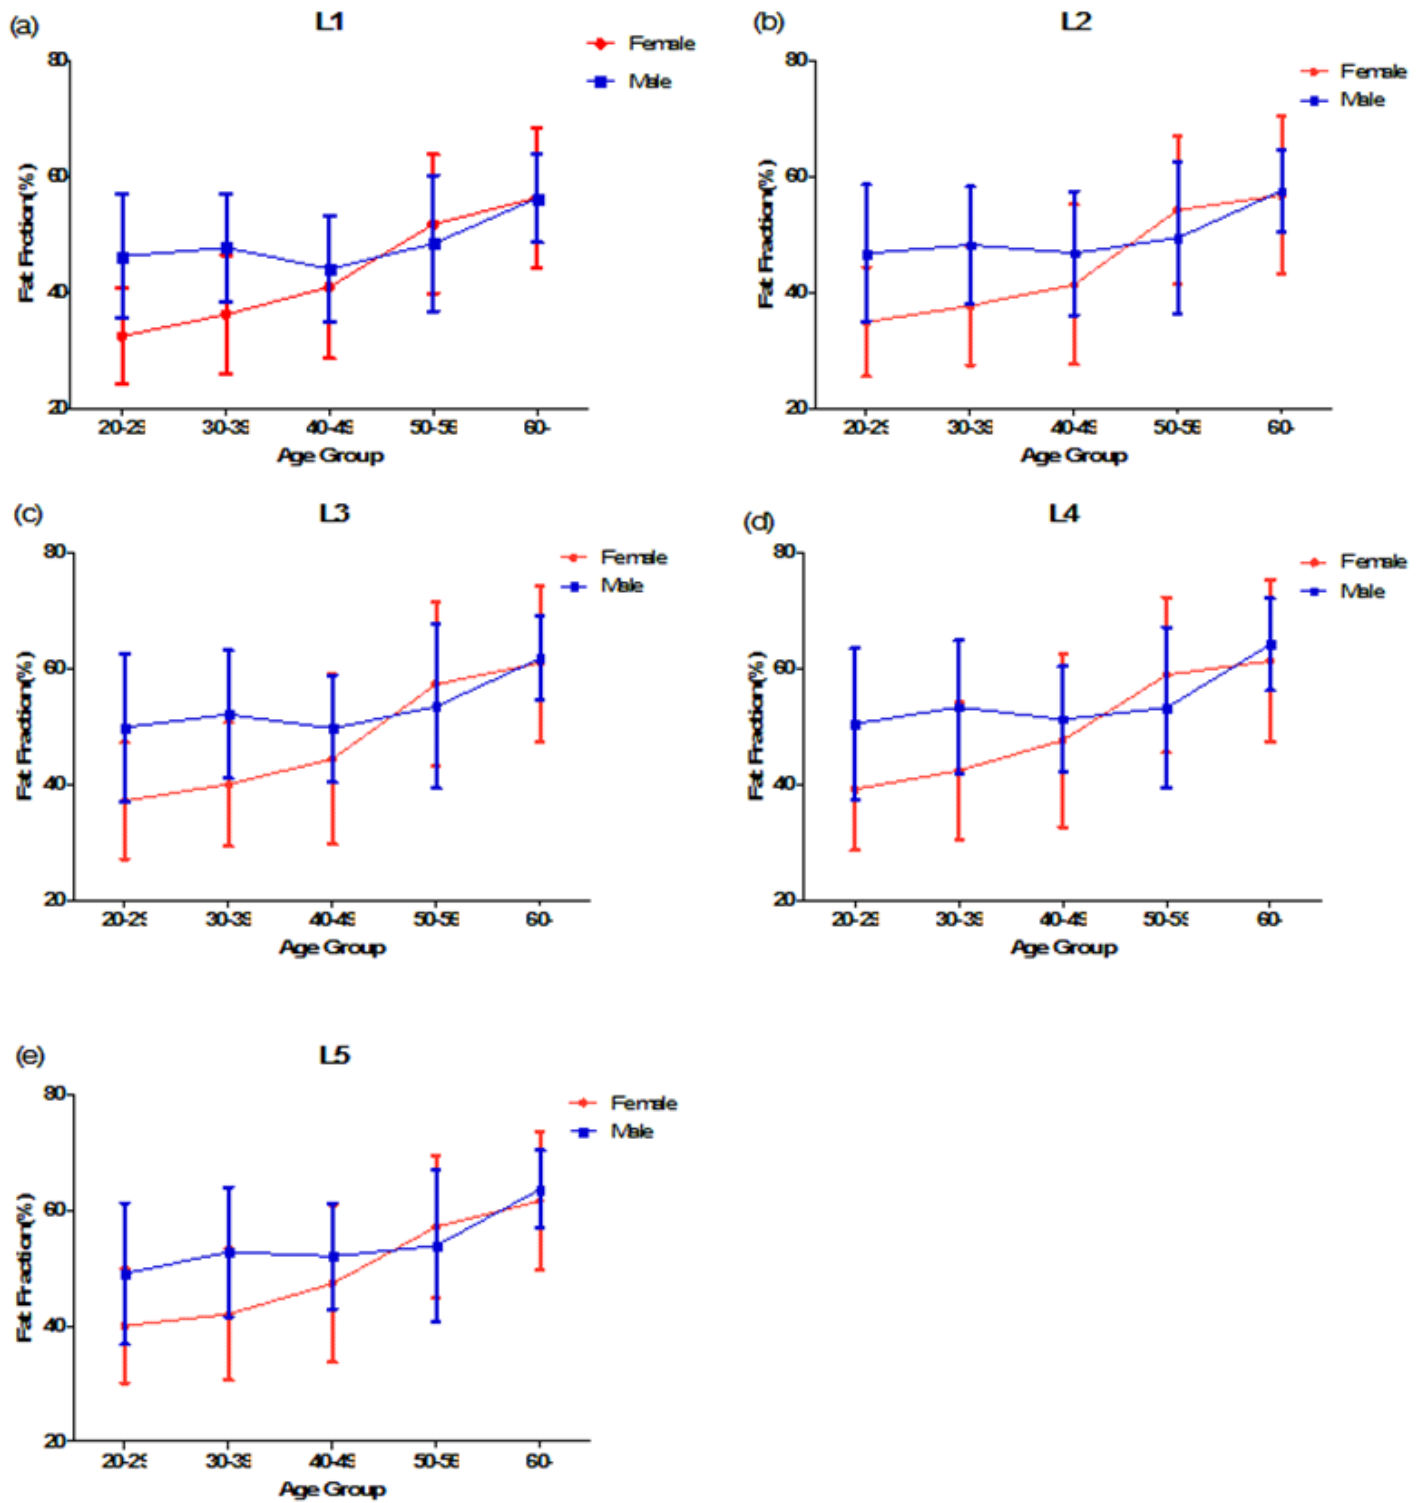 (a)
L1
Female
Male
80
60
40
20
Fat Frction(%)
20-29
30-39
40-49
50-59
60-
Age Group
(b)
L2
Female
Male
80
60
40
20
Fat Fraction(%)
20-29
30-39
40-49
50-59
60-
Age Group
(c)
L3
Female
Male
80
60
40
20
Fat Fraction(%)
20-29
30-39
40-49
50-59
60-
Age Group
(d)
L4
Female
Male
80
60
40
20
Fat Fraction(%)
20-29
30-39
40-49
50-59
60-
Age Group
(e)
L5
Female
Male
80
60
40
20
Fat Fraction(%)
20-29
30-39
40-49
50-59
60-
Age Group